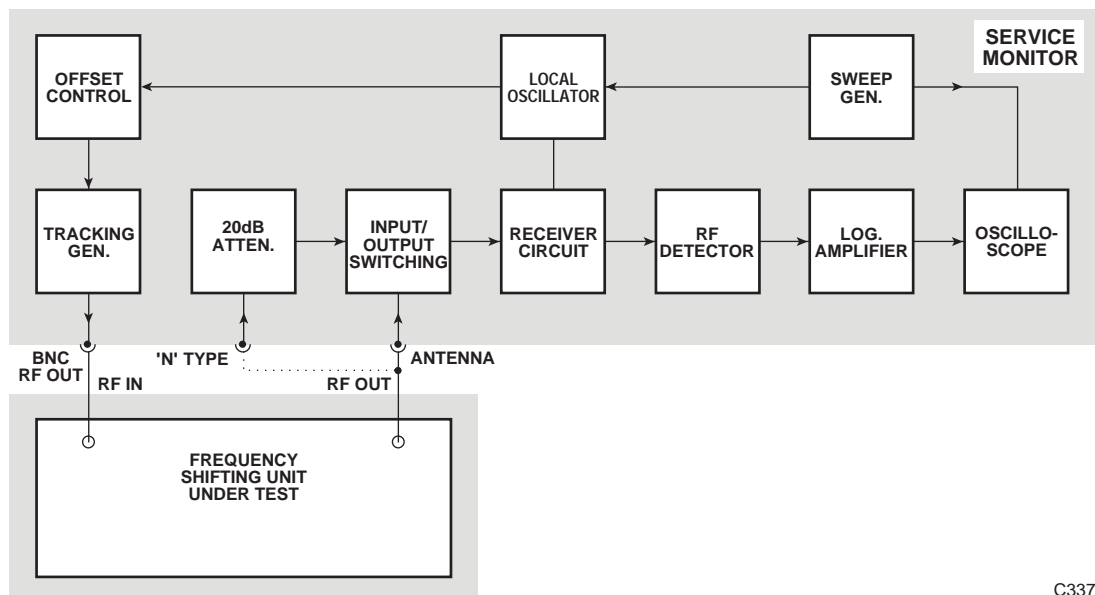 SERVICE
MONITOR
OFFSET
CONTROL
LOCAL
OSCILLATOR
SWEEP
GEN.
TRACKING
GEN.
20dB
ATTEN.
INPUT/
OUTPUT
SWITCHING
RECEIVER
CIRCUIT
RF
DETECTOR
LOG.
AMPLIFIER
OSCILLO-
SCOPE
BNC
RF OUT
'N' TYPE
ANTENNA
RF IN
RF OUT
FREQUENCY
SHIFTING UNIT
UNDER TEST
C337